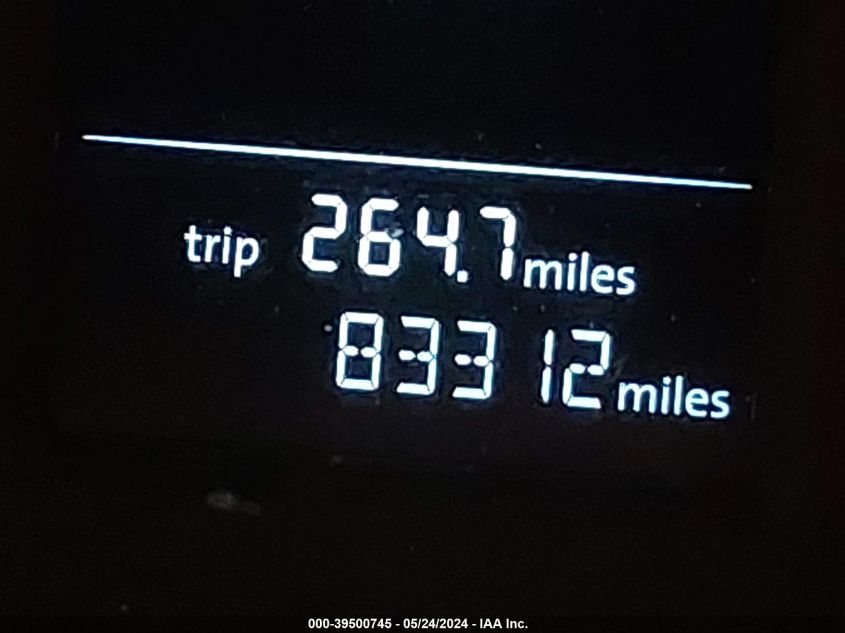 trip 264.7 miles
83312 miles
000-39500745 - 05/24/2024 - IAA Inc.